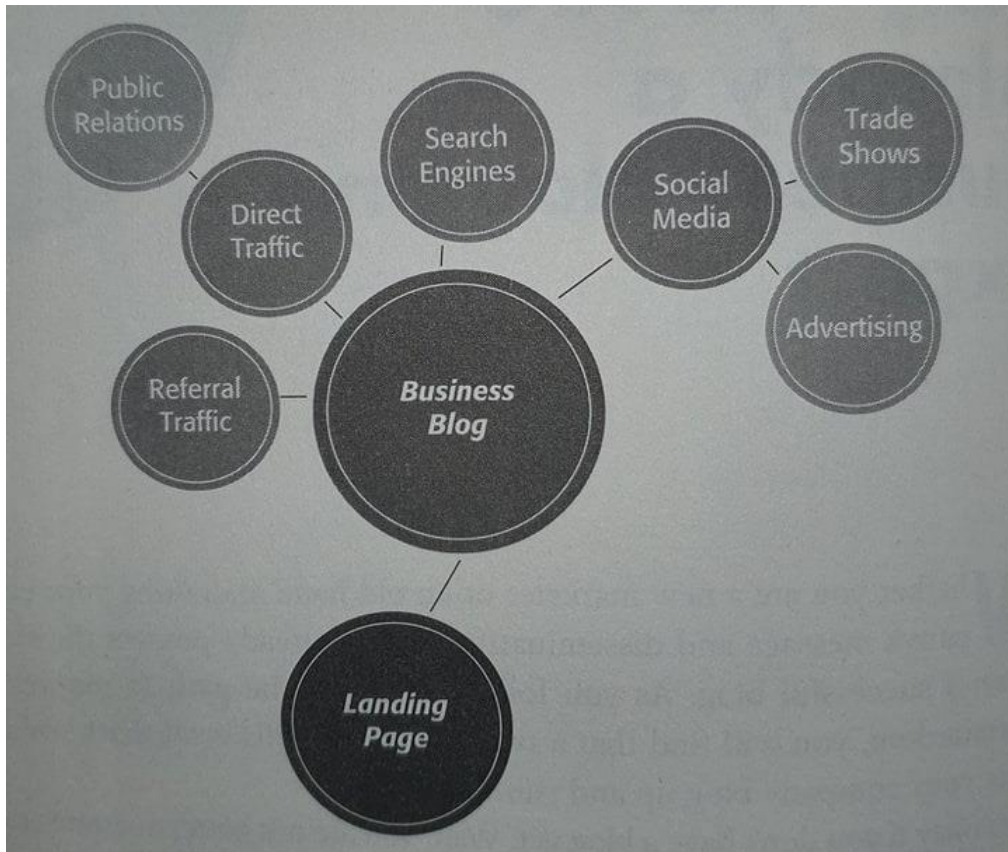 Public
Relations
Direct
Traffic
Referral
Traffic
Search
Engines
Social
Media
Trade
Shows
Advertising
Business
Blog
Landing
Page